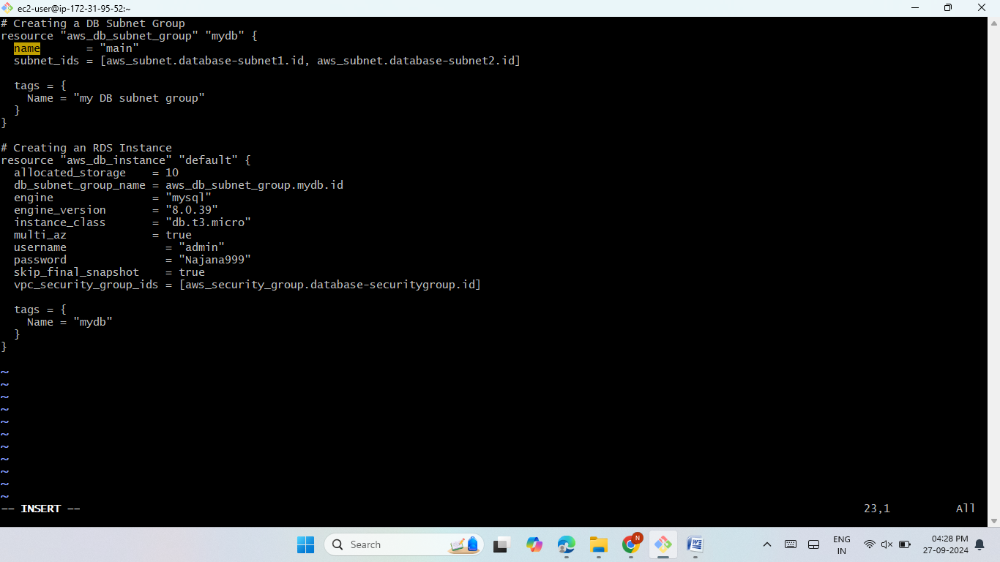 ec2-user@ip-172-31-95-52:~
# Creating a DB Subnet Group
resource "aws_db_subnet_group" "mydb" {
  name       = "main"
  subnet_ids = [aws_subnet.database-subnet1.id, aws_subnet.database-subnet2.id]

  tags = {
    Name = "my DB subnet group"
  }
}

# Creating an RDS Instance
resource "aws_db_instance" "default" {
  allocated_storage    = 10
  db_subnet_group_name = aws_db_subnet_group.mydb.id
  engine               = "mysql"
  engine_version       = "8.0.39"
  instance_class       = "db.t3.micro"
  multi_az             = true
  username               = "admin"
  password               = "Najana999"
  skip_final_snapshot    = true
  vpc_security_group_ids = [aws_security_group.database-securitygroup.id]

  tags = {
    Name = "mydb"
  }
}

~
~
~
~
~
~
~
~
~
~
~
-- INSERT -- 23,1 All
Search N ENG 04:28 PM
IN 27-09-2024